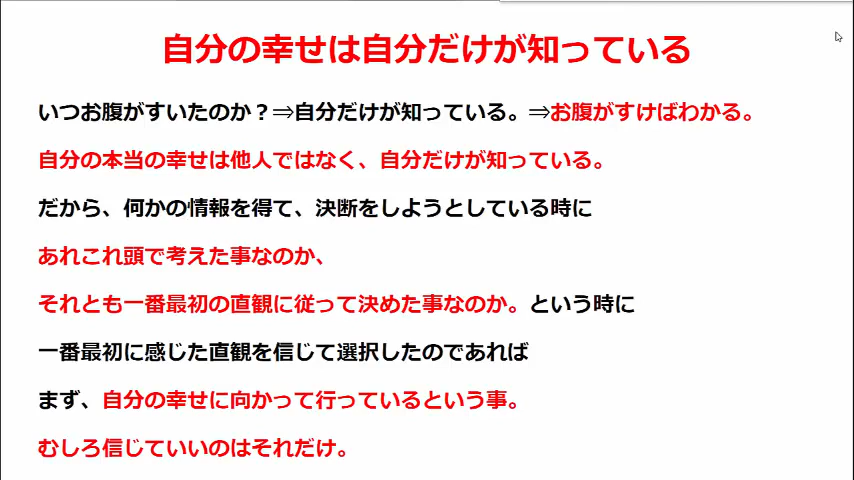 自分の幸せは自分だけが知っている
いつお腹がすいたのか？⇒自分だけが知っている。⇒お腹がすけばわかる。
自分の本当の幸せは他人ではなく、自分だけが知っている。
だから、何かの情報を得て、決断をしようとしている時に
あれこれ頭で考えた事なのか、
それとも一番最初の直観に従って決めた事なのか。という時に
一番最初に感じた直観を信じて選択したのであれば
まず、自分の幸せに向かって行っているという事。
むしろ信じていいのはそれだけ。